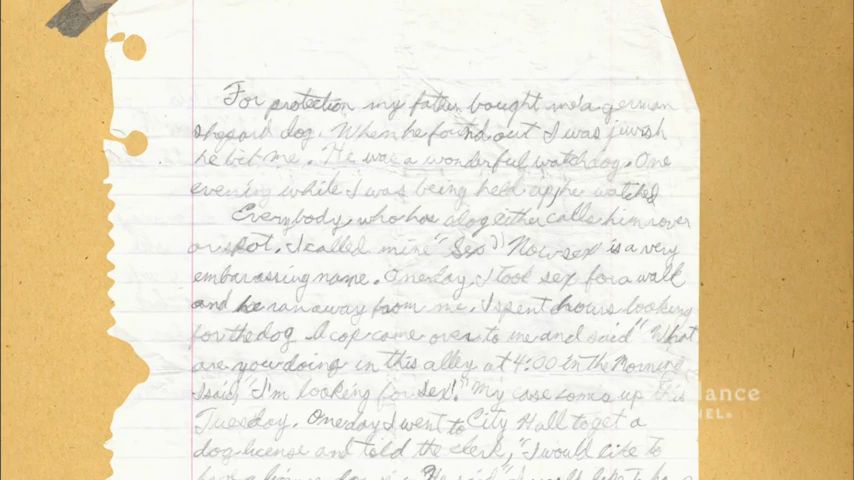 For protection my father bought me a german
shepard dog. When he found out I was jewish
he bit me. He was a wonderful watchdog. One
evening while I was being held up, he watched
Everybody who has a dog either calls him rover
or spot. I called mine "Sex" Now sex is a very
embarassing name. One day I took sex for a walk
and he ran away from me. I spent hours looking
for the dog A cop come over to me and said "What
are you doing in this alley at 4:00 In the Morning
I said, "I'm looking for sex!" My case coms up this
Tuesday. One day I went to City Hall to get a
dog license and told the clerk, "I would like to